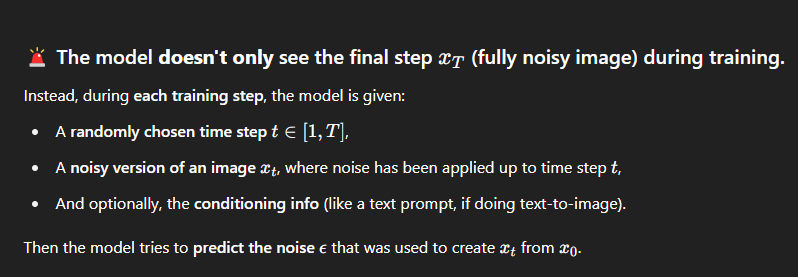 🚨 The model doesn't only see the final step x_T (fully noisy image) during training.
Instead, during each training step, the model is given:
• A randomly chosen time step t ∈ [1, T],
• A noisy version of an image x_t, where noise has been applied up to time step t,
• And optionally, the conditioning info (like a text prompt, if doing text-to-image).
Then the model tries to predict the noise ϵ that was used to create x_t from x_0.